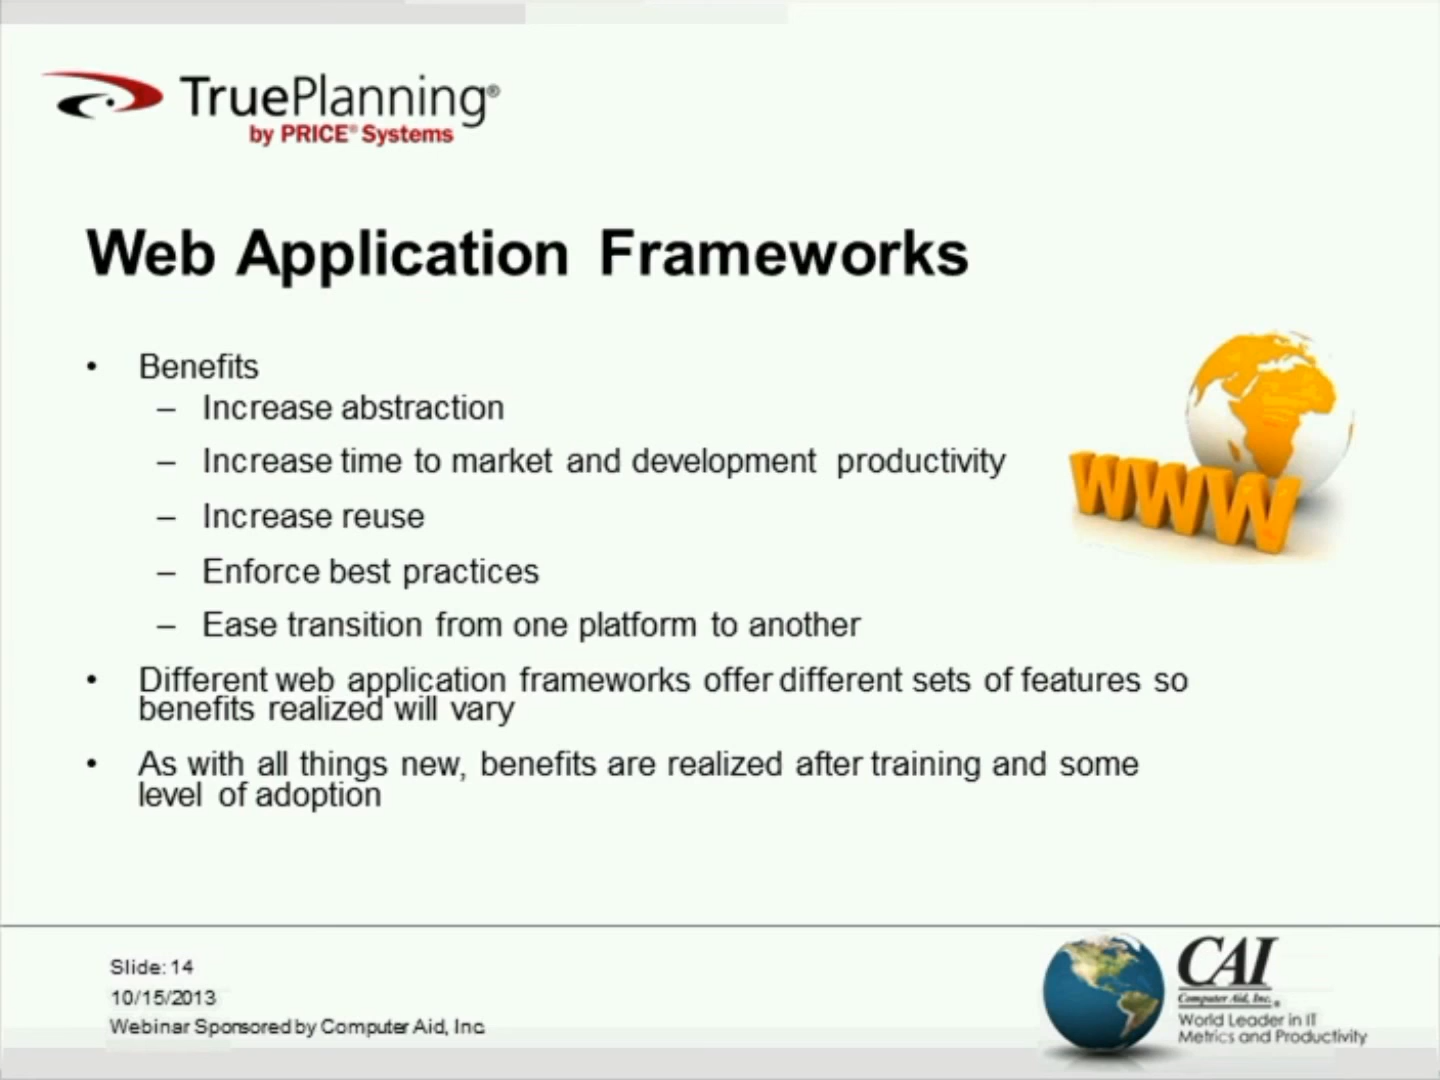 TruePlanning®
by PRICE® Systems
Web Application Frameworks
• Benefits
– Increase abstraction
– Increase time to market and development productivity
– Increase reuse
– Enforce best practices
– Ease transition from one platform to another
• Different web application frameworks offer different sets of features so
benefits realized will vary
• As with all things new, benefits are realized after training and some
level of adoption
WWW
Slide: 14
10/15/2013
Webinar Sponsored by Computer Aid, Inc
CAI
Computer Aid, Inc.®
World Leader in IT
Metrics and Productivity